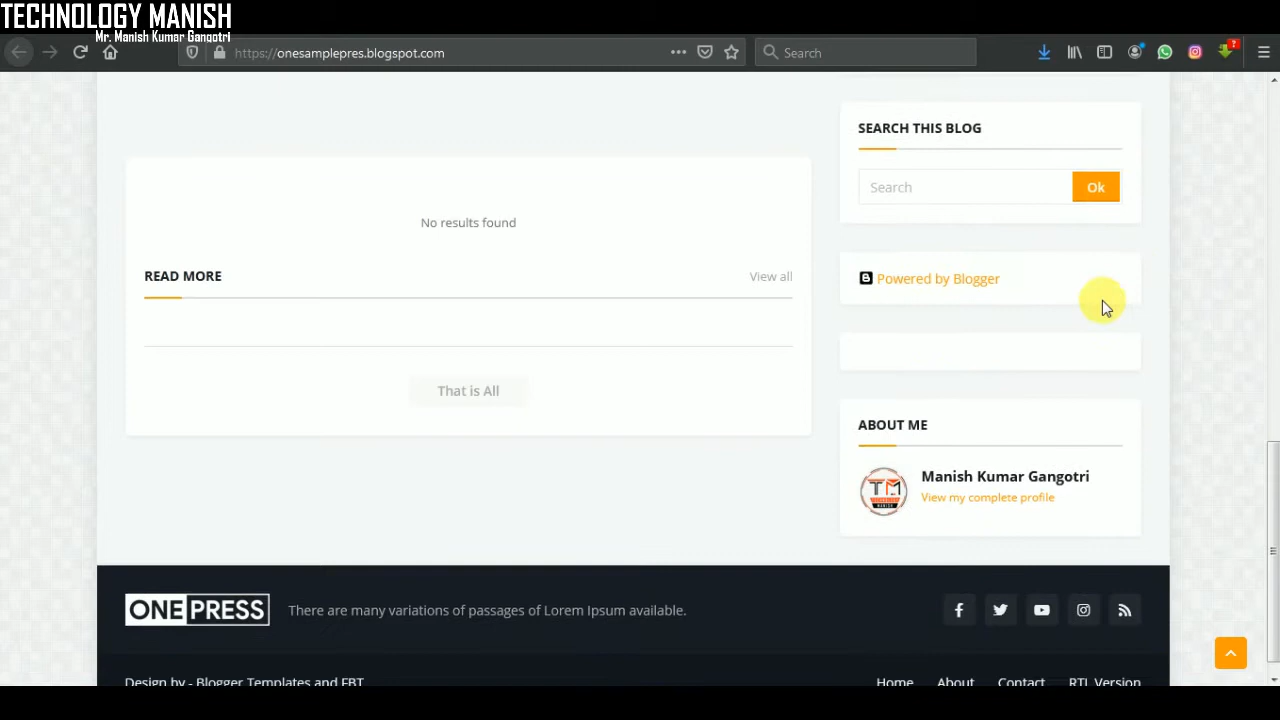 TECHNOLOGY MANISH
Mr. Manish Kumar Gangotri
https://onesamplepres.blogspot.com
Search
?
SEARCH THIS BLOG
Search
Ok
No results found
READ MORE
View all
Powered by Blogger
That is All
ABOUT ME
Manish Kumar Gangotri
View my complete profile
TM
ONEPRESS
There are many variations of passages of Lorem Ipsum available.
Design by - Blogger Templates and FBT
Home About Contact RTL Version